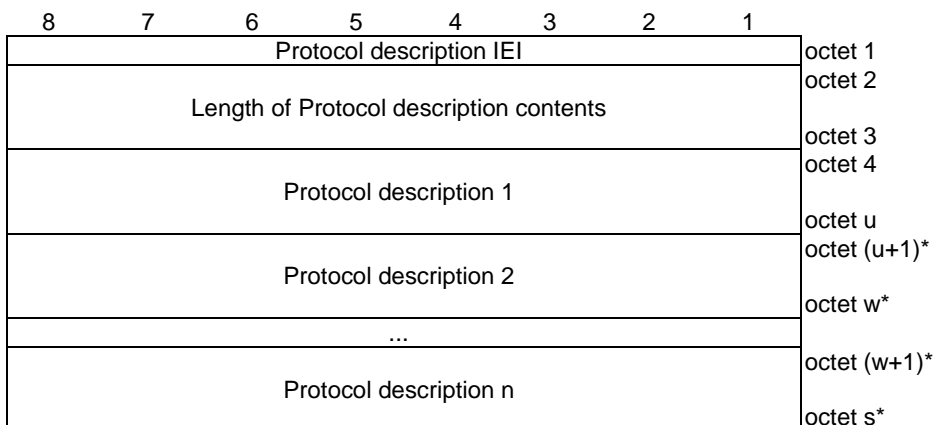 8 7 6 5 4 3 2 1
Protocol description IEI octet 1
octet 2
Length of Protocol description contents
octet 3
octet 4
Protocol description 1
octet u
octet (u+1)*
Protocol description 2
octet w*
...
octet (w+1)*
Protocol description n
octet s*